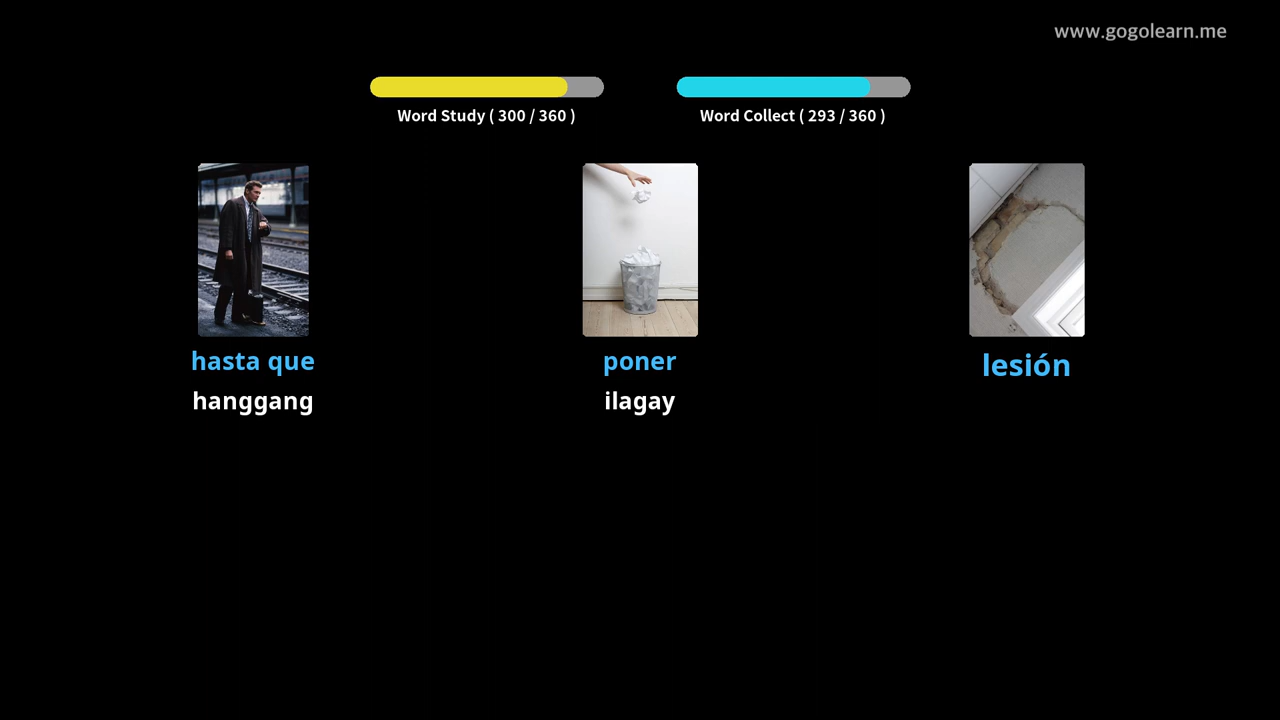 www.gogolearn.me
Word Study ( 300 / 360 )
Word Collect ( 293 / 360 )
hasta que
hanggang
poner
ilagay
lesión